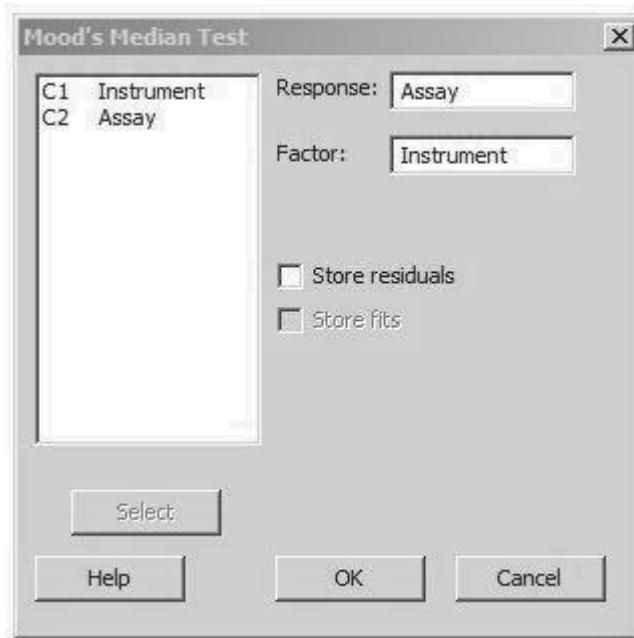 Mood's Median Test
C1 Instrument
C2 Assay
Response: Assay
Factor: Instrument
Store residuals
Store fits
Select
Help OK Cancel